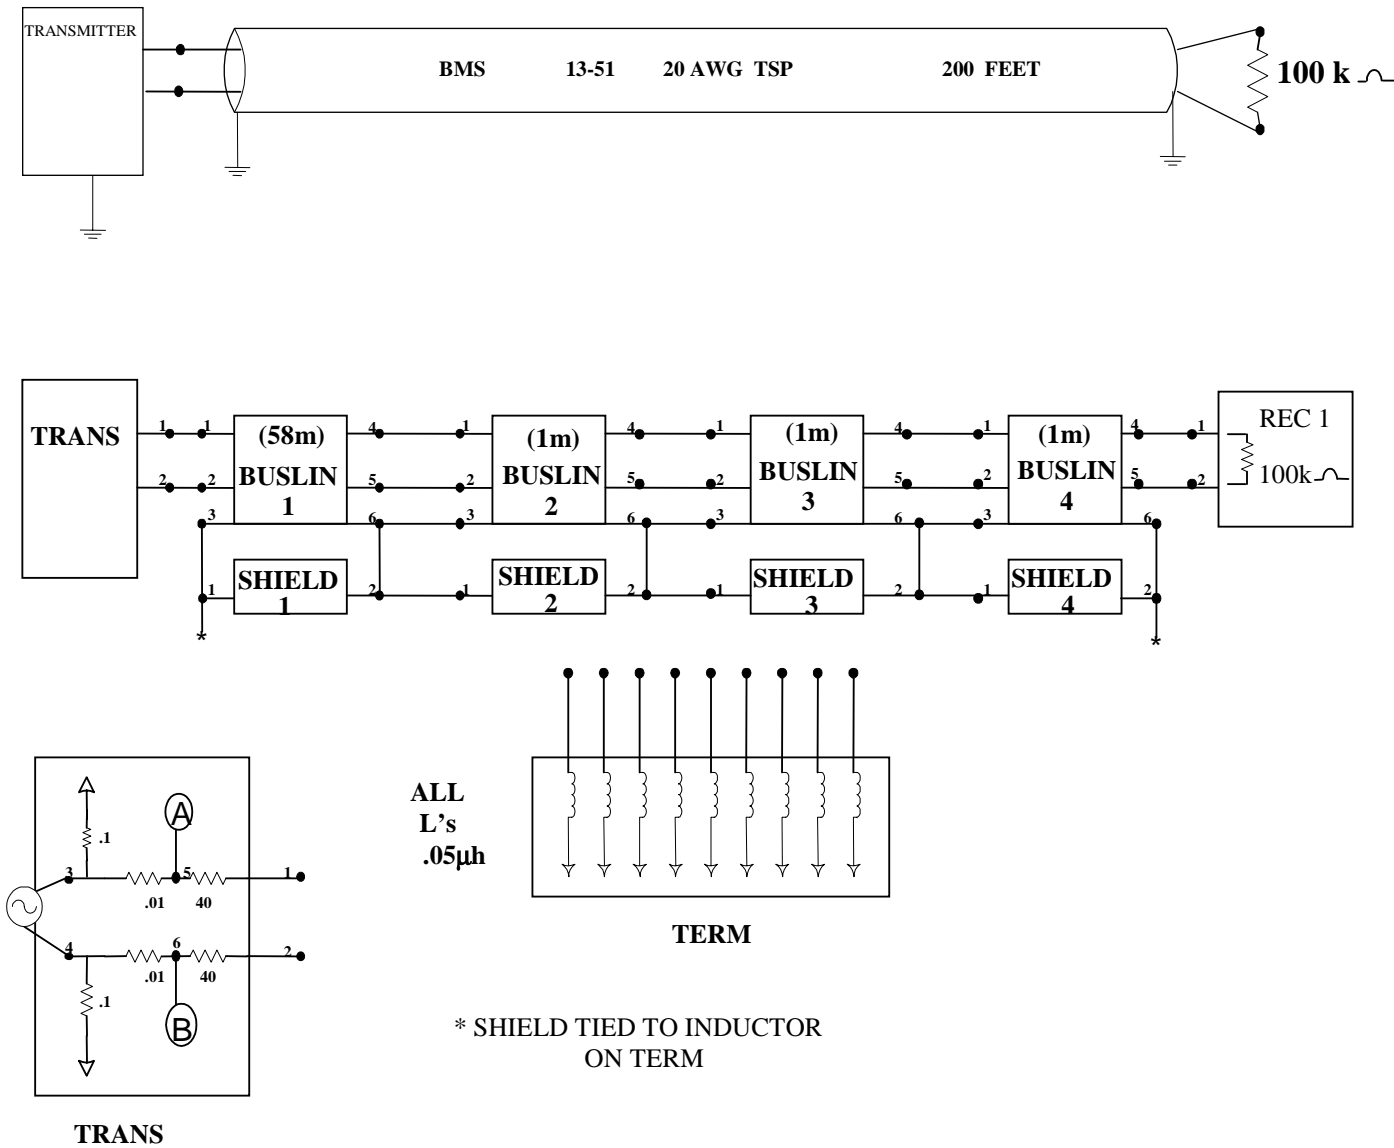 TRANSMITTER
BMS 13-51 20 AWG TSP 200 FEET
100 k
TRANS
1 1 4 1 4 1 4 1 4 1
2 2 5 2 5 2 5 2 5 2
3 6 3 6 3 6 3 6
(58m)
BUSLIN
1
(1m)
BUSLIN
2
(1m)
BUSLIN
3
(1m)
BUSLIN
4
REC 1
100k
1 2 1 2 1 2 1 2
SHIELD
1
SHIELD
2
SHIELD
3
SHIELD
4
* *
ALL
L's
.05µh
TERM
A
.1
3 5 1
.01 40
4 6 2
.01 40
.1
B
TRANS
* SHIELD TIED TO INDUCTOR
ON TERM